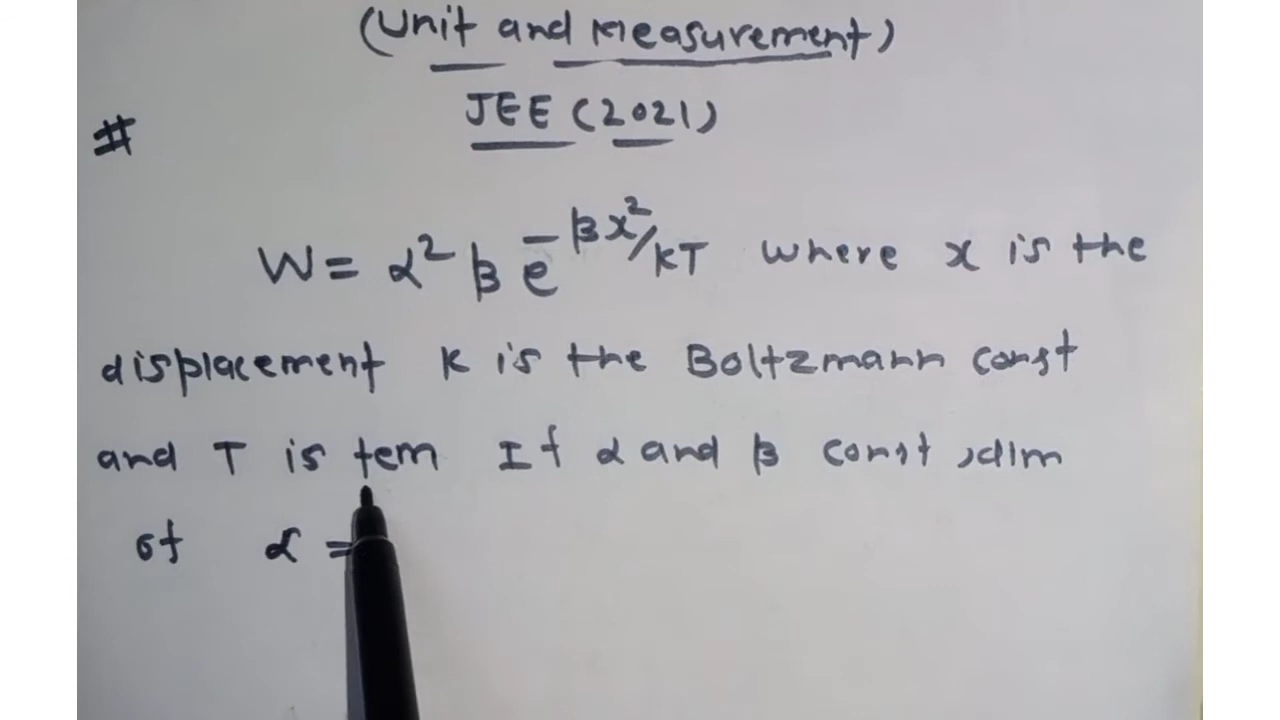 (Unit and Measurement)
JEE (2021)
#
W = α² β e^-βx²/KT where x is the
displacement K is the Boltzmann const
and T is tem If α and β const, dim
of α =